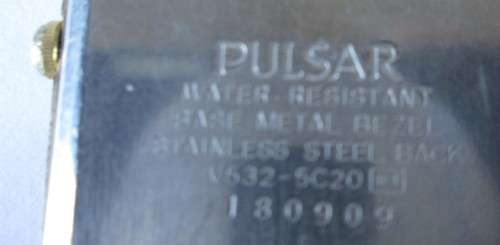 PULSAR
WATER-RESISTANT
BASE METAL BEZEL
STAINLESS STEEL BACK
V532-5C20
180909